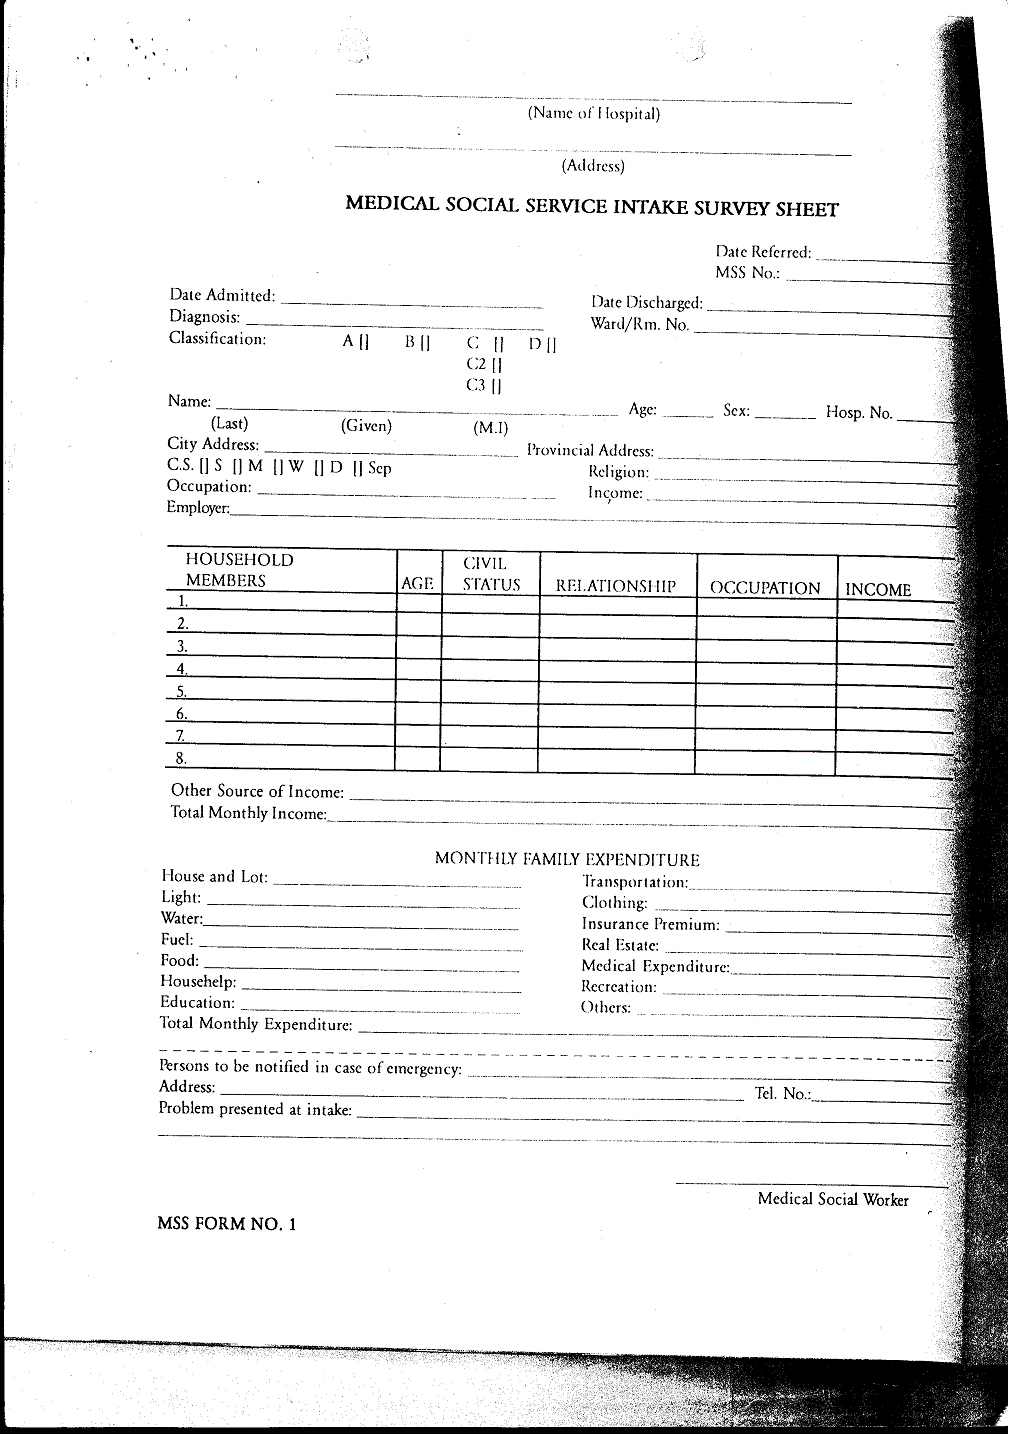 (Name of Hospital)
(Address)
MEDICAL SOCIAL SERVICE INTAKE SURVEY SHEET
Date Referred:
MSS No.:
Date Admitted: Date Discharged:
Diagnosis: Ward/Rm. No.
Classification: A [] B [] C [] D []
C2 []
C3 []
Name: Age: Sex: Hosp. No.
(Last) (Given) (M.I)
City Address: Provincial Address:
C.S. [] S [] M [] W [] D [] Sep Religion:
Occupation: Income:
Employer:
HOUSEHOLD MEMBERS AGE CIVIL STATUS RELATIONSHIP OCCUPATION INCOME
1.
2.
3.
4.
5.
6.
7.
8.
Other Source of Income:
Total Monthly Income:
MONTHLY FAMILY EXPENDITURE
House and Lot: Transportation:
Light: Clothing:
Water: Insurance Premium:
Fuel: Real Estate:
Food: Medical Expenditure:
Househelp: Recreation:
Education: Others:
Total Monthly Expenditure:
Persons to be notified in case of emergency:
Address: Tel. No.:
Problem presented at intake:
Medical Social Worker
MSS FORM NO. 1